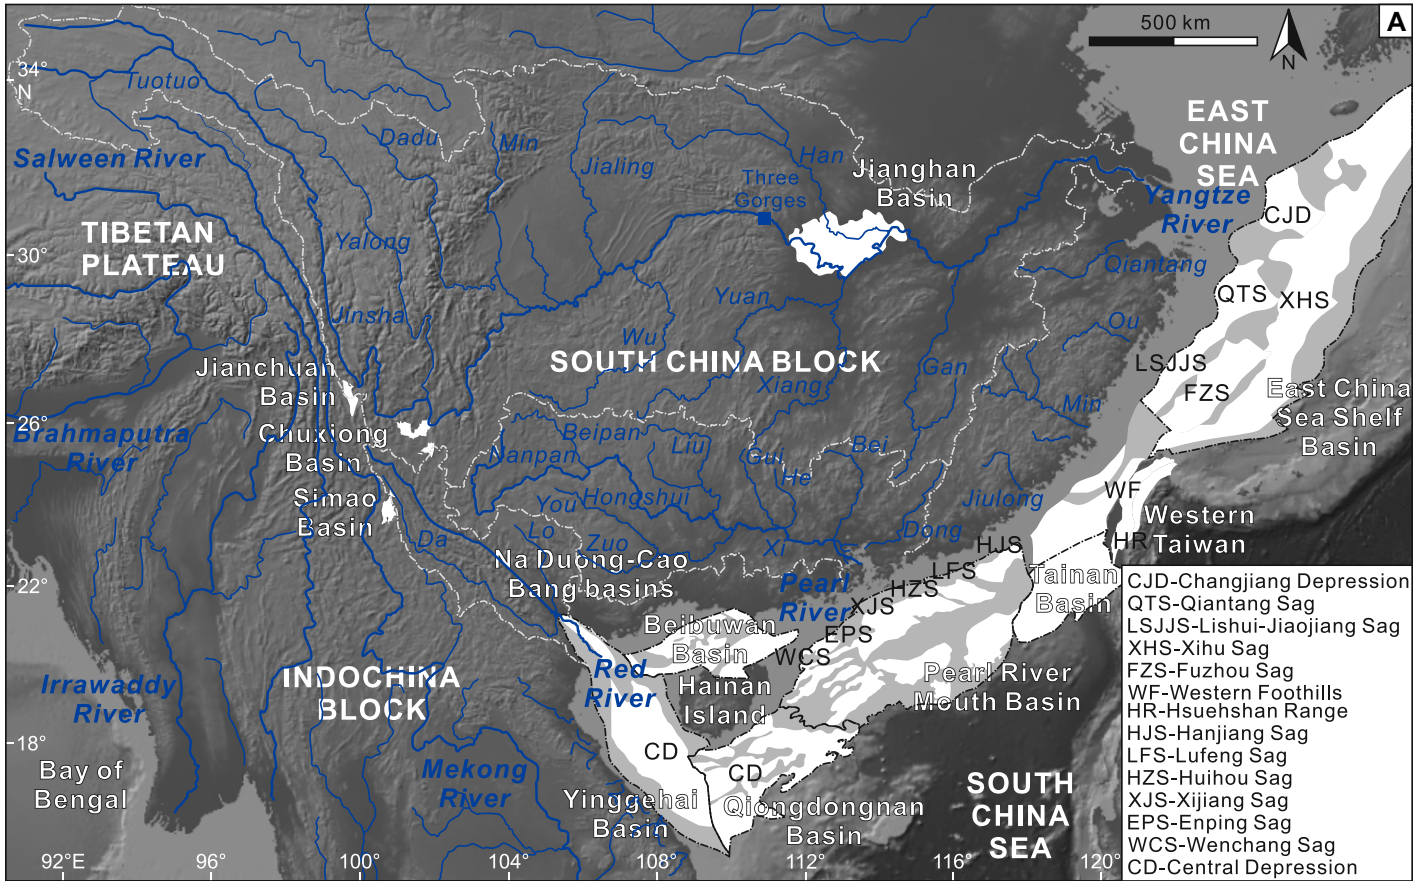 A
500 km
N
34°
N
30°
26°
22°
18°
92°E
96°
100°
104°
108°
112°
116°
120°
Tuotuo
Dadu
Min
Salween River
Jialing
Han
Three
Gorges
Jianghan
Basin
EAST
CHINA
SEA
Yangtze
River
CJD
TIBETAN
PLATEAU
Yalong
Qiantang
QTS
XHS
Jinsha
Yuan
Wu
Ou
SOUTH CHINA BLOCK
Gan
LSJJS
Jianchuan
Basin
Xiang
FZS
East China
Sea Shelf
Basin
Min
Brahmaputra
River
Chuxiong
Basin
Beipan
Nanpan
Liu
Gui
He
Bei
Simao
Basin
You
Hongshui
Jiulong
WF
Western
Taiwan
HR
Da
Lo
Zuo
Xi
Dong
HJS
Na Duong-Cao
Bang basins
LFS
HZS
Tainan
Basin
Pearl
River
XJS
EPS
Beibuwan
Basin
WCS
Irrawaddy
River
INDOCHINA
BLOCK
Red
River
Hainan
Island
Pearl River
Mouth Basin
Bay of
Bengal
Mekong
River
CD
CD
Yinggehai
Basin
Qiongdongnan
Basin
SOUTH
CHINA
SEA
CJD-Changjiang Depression
QTS-Qiantang Sag
LSJJS-Lishui-Jiaojiang Sag
XHS-Xihu Sag
FZS-Fuzhou Sag
WF-Western Foothills
HR-Hsuehshan Range
HJS-Hanjiang Sag
LFS-Lufeng Sag
HZS-Huihou Sag
XJS-Xijiang Sag
EPS-Enping Sag
WCS-Wenchang Sag
CD-Central Depression